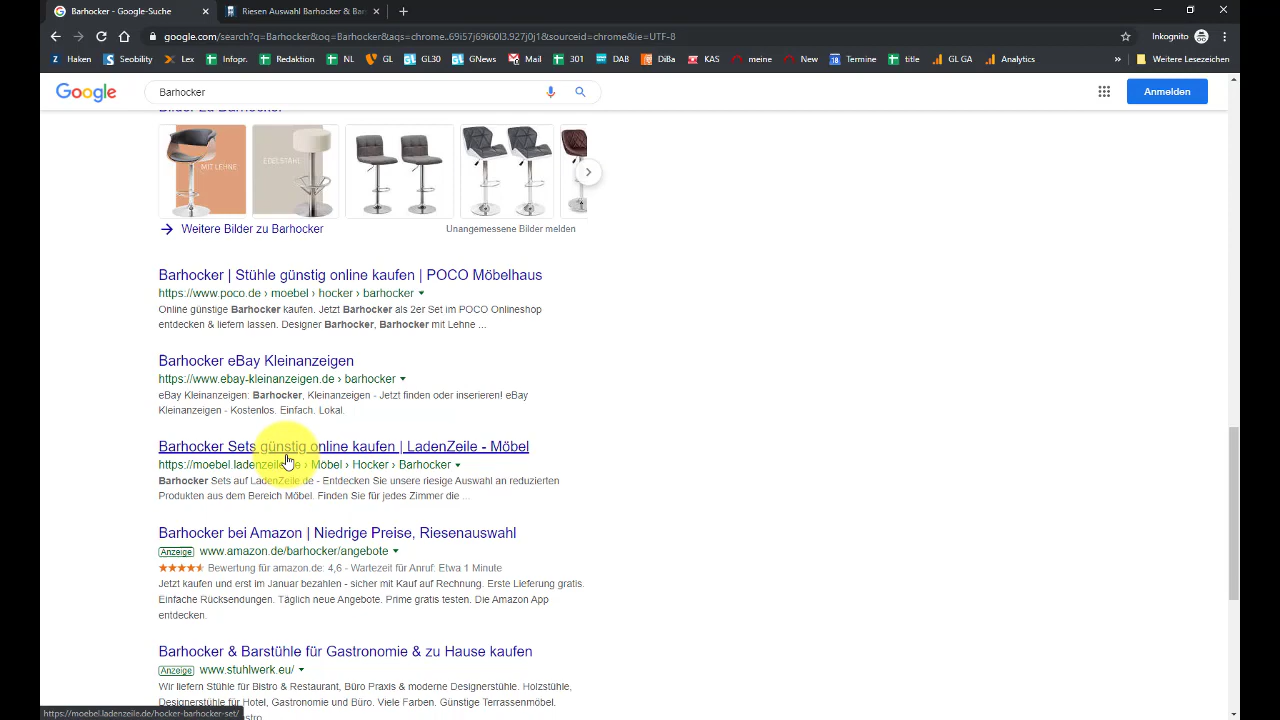 Barhocker - Google-Suche
Riesen Auswahl Barhocker & Bar
google.com/search?q=Barhocker&oq=Barhocker&aqs=chrome..69i57j69i60l3.927j0j1&sourceid=chrome&ie=UTF-8
Inkognito
Haken Seobility Lex Infopr. Redaktion NL GL GL30 GNews Mail 301 DAB DiBa KAS meine New Termine title GL GA Analytics » Weitere Lesezeichen
Google
Barhocker
Anmelden
Bilder zu Barhocker
MIT LEHNE
EDELSTAHL
Weitere Bilder zu Barhocker
Unangemessene Bilder melden
Barhocker | Stühle günstig online kaufen | POCO Möbelhaus
https://www.poco.de › moebel › hocker › barhocker
Online günstige Barhocker kaufen. Jetzt Barhocker als 2er Set im POCO Onlineshop
entdecken & liefern lassen. Designer Barhocker, Barhocker mit Lehne ...
Barhocker eBay Kleinanzeigen
https://www.ebay-kleinanzeigen.de › barhocker
eBay Kleinanzeigen: Barhocker, Kleinanzeigen - Jetzt finden oder inserieren! eBay
Kleinanzeigen - Kostenlos. Einfach. Lokal.
Barhocker Sets günstig online kaufen | LadenZeile - Möbel
https://moebel.ladenzeile.de › Möbel › Hocker › Barhocker
Barhocker Sets auf LadenZeile.de - Entdecken Sie unsere riesige Auswahl an reduzierten
Produkten aus dem Bereich Möbel. Finden Sie für jedes Zimmer die ...
Barhocker bei Amazon | Niedrige Preise, Riesenauswahl
Anzeige www.amazon.de/barhocker/angebote
Bewertung für amazon.de: 4,6 - Wartezeit für Anruf: Etwa 1 Minute
Jetzt kaufen und erst im Januar bezahlen - sicher mit Kauf auf Rechnung. Erste Lieferung gratis.
Einfache Rücksendungen. Täglich neue Angebote. Prime gratis testen. Die Amazon App
entdecken.
Barhocker & Barstühle für Gastronomie & zu Hause kaufen
Anzeige www.stuhlwerk.eu/
Wir liefern Stühle für Bistro & Restaurant, Büro Praxis & moderne Designerstühle. Holzstühle,
Designerstühle für Hotel, Gastronomie und Büro. Viele Farben. Günstige Terrassenmöbel.
https://moebel.ladenzeile.de/hocker-barhocker-set/